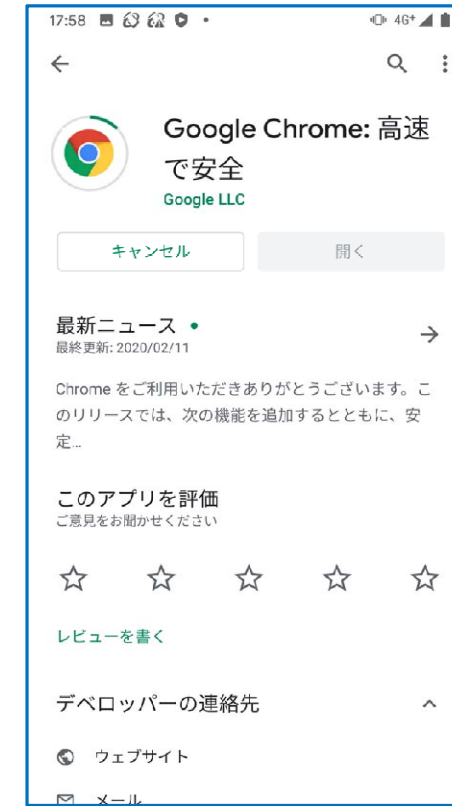 17:58
4G+
Google Chrome: 高速
で安全
Google LLC
キャンセル
開く
最新ニュース •
最終更新: 2020/02/11
Chrome をご利用いただきありがとうございます。こ
のリリースでは、次の機能を追加するとともに、安
定...
このアプリを評価
ご意見をお聞かせください
レビューを書く
デベロッパーの連絡先
ウェブサイト
メール